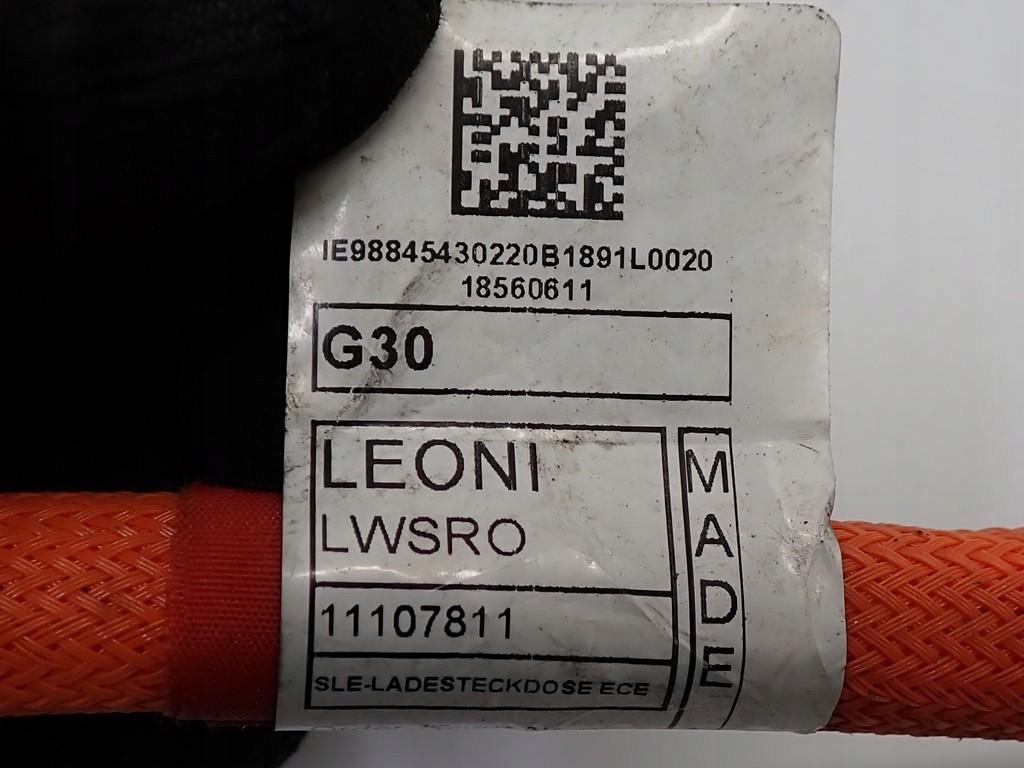 IE98845430220B1891L0020
18560611
G30
LEONI
LWSRO
11107811
SLE-LADESTECKDOSE ECE
MADE